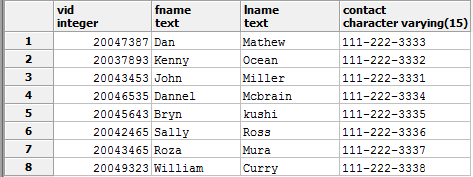 vid fname lname contact
integer text text character varying(15)
1 20047387 Dan Mathew 111-222-3333
2 20037893 Kenny Ocean 111-222-3332
3 20043453 John Miller 111-222-3331
4 20046535 Dannel Mcbrain 111-222-3334
5 20045643 Bryn kushi 111-222-3335
6 20042465 Sally Ross 111-222-3336
7 20043465 Roza Mura 111-222-3337
8 20049323 William Curry 111-222-3338